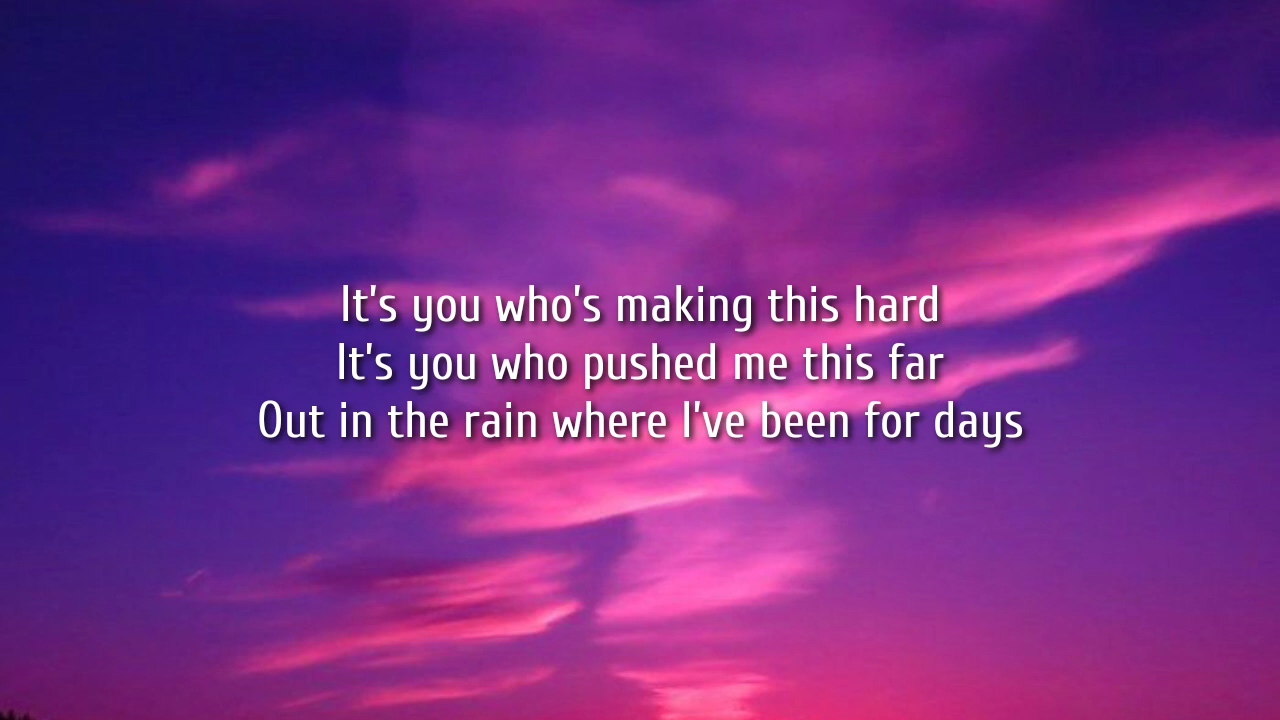 It's you who's making this hard
It's you who pushed me this far
Out in the rain where I've been for days